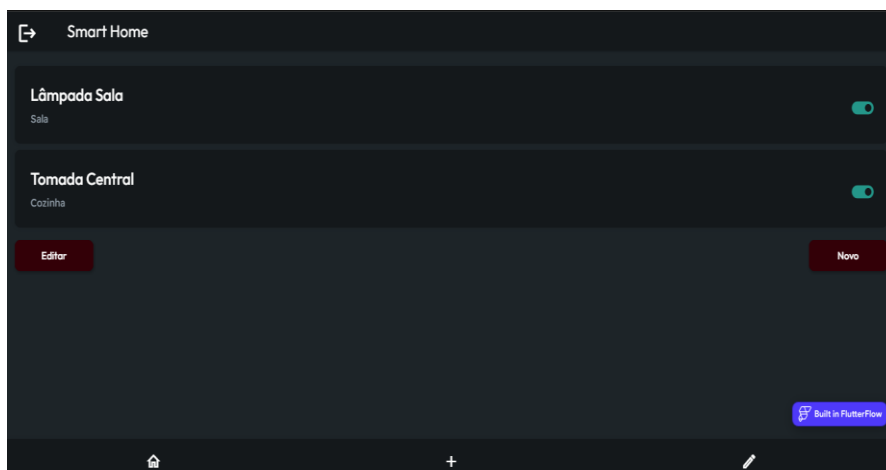 Smart Home
Lâmpada Sala
Sala
Tomada Central
Cozinha
Editar
Novo
Built in FlutterFlow